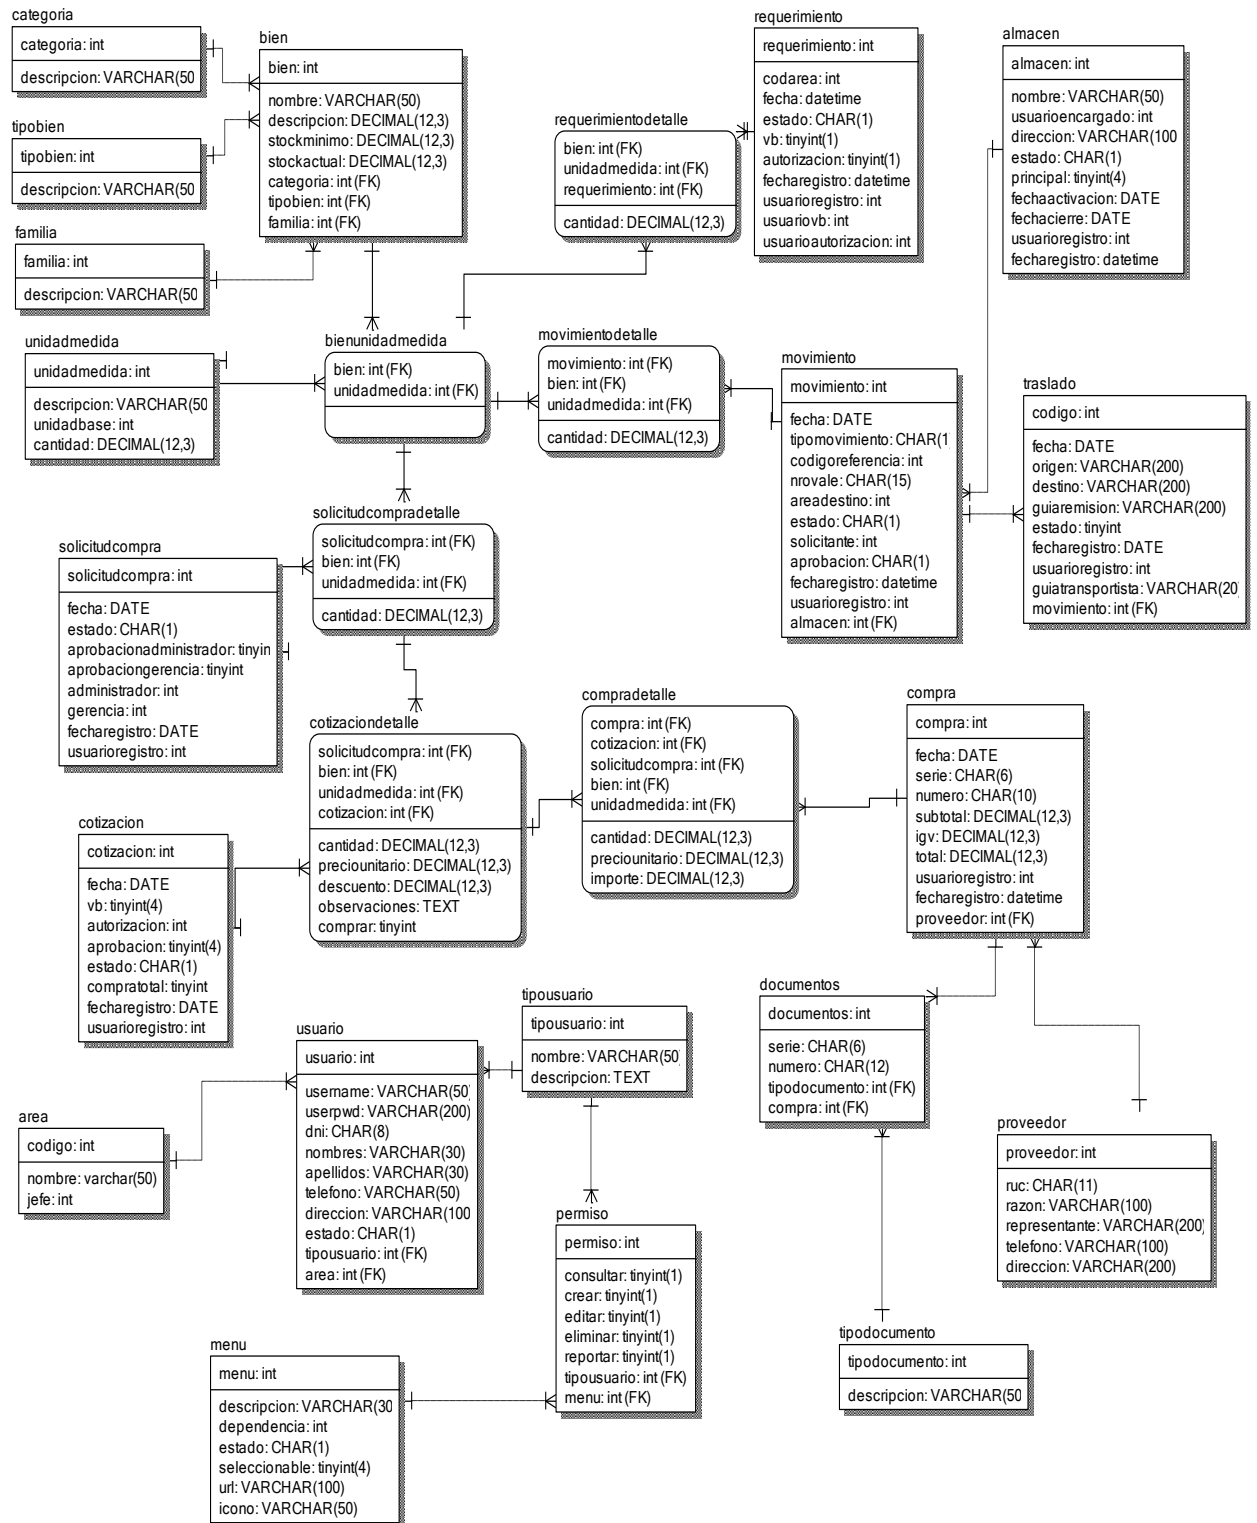 categoria
categoria: int
descripcion: VARCHAR(50
tipobien
tipobien: int
descripcion: VARCHAR(50
familia
familia: int
descripcion: VARCHAR(50
bien
bien: int
nombre: VARCHAR(50)
descripcion: DECIMAL(12,3)
stockminimo: DECIMAL(12,3)
stockactual: DECIMAL(12,3)
categoria: int (FK)
tipobien: int (FK)
familia: int (FK)
requerimientodetalle
bien: int (FK)
unidadmedida: int (FK)
requerimiento: int (FK)
cantidad: DECIMAL(12,3)
requerimiento
requerimiento: int
codarea: int
fecha: datetime
estado: CHAR(1)
vb: tinyint(1)
autorizacion: tinyint(1)
fecharegistro: datetime
usuarioregistro: int
usuariovb: int
usuarioautorizacion: int
almacen
almacen: int
nombre: VARCHAR(50)
usuarioencargado: int
direccion: VARCHAR(100
estado: CHAR(1)
principal: tinyint(4)
fechaactivacion: DATE
fechacierre: DATE
usuarioregistro: int
fecharegistro: datetime
unidadmedida
unidadmedida: int
descripcion: VARCHAR(50
unidadbase: int
cantidad: DECIMAL(12,3)
bienunidadmedida
bien: int (FK)
unidadmedida: int (FK)
movimientodetalle
movimiento: int (FK)
bien: int (FK)
unidadmedida: int (FK)
cantidad: DECIMAL(12,3)
movimiento
movimiento: int
fecha: DATE
tipomovimiento: CHAR(1
codigoreferencia: int
nrovale: CHAR(15)
areadestino: int
estado: CHAR(1)
solicitante: int
aprobacion: CHAR(1)
fecharegistro: datetime
usuarioregistro: int
almacen: int (FK)
traslado
codigo: int
fecha: DATE
origen: VARCHAR(200)
destino: VARCHAR(200)
guiaremision: VARCHAR(200)
estado: tinyint
fecharegistro: DATE
usuarioregistro: int
guiatransportista: VARCHAR(20
movimiento: int (FK)
solicitudcompra
solicitudcompra: int
fecha: DATE
estado: CHAR(1)
aprobacionadministrador: tinyin
aprobaciongerencia: tinyint
administrador: int
gerencia: int
fecharegistro: DATE
usuarioregistro: int
solicitudcompradetalle
solicitudcompra: int (FK)
bien: int (FK)
unidadmedida: int (FK)
cantidad: DECIMAL(12,3)
cotizaciondetalle
solicitudcompra: int (FK)
bien: int (FK)
unidadmedida: int (FK)
cotizacion: int (FK)
cantidad: DECIMAL(12,3)
preciounitario: DECIMAL(12,3)
descuento: DECIMAL(12,3)
observaciones: TEXT
comprar: tinyint
compradetalle
compra: int (FK)
cotizacion: int (FK)
solicitudcompra: int (FK)
bien: int (FK)
unidadmedida: int (FK)
cantidad: DECIMAL(12,3)
preciounitario: DECIMAL(12,3)
importe: DECIMAL(12,3)
compra
compra: int
fecha: DATE
serie: CHAR(6)
numero: CHAR(10)
subtotal: DECIMAL(12,3)
igv: DECIMAL(12,3)
total: DECIMAL(12,3)
usuarioregistro: int
fecharegistro: datetime
proveedor: int (FK)
cotizacion
cotizacion: int
fecha: DATE
vb: tinyint(4)
autorizacion: int
aprobacion: tinyint(4)
estado: CHAR(1)
compratotal: tinyint
fecharegistro: DATE
usuarioregistro: int
usuario
usuario: int
username: VARCHAR(50)
userpwd: VARCHAR(200)
dni: CHAR(8)
nombres: VARCHAR(30)
apellidos: VARCHAR(30)
telefono: VARCHAR(50)
direccion: VARCHAR(100
estado: CHAR(1)
tipousuario: int (FK)
area: int (FK)
tipousuario
tipousuario: int
nombre: VARCHAR(50)
descripcion: TEXT
documentos
documentos: int
serie: CHAR(6)
numero: CHAR(12)
tipodocumento: int (FK)
compra: int (FK)
area
codigo: int
nombre: varchar(50)
jefe: int
proveedor
proveedor: int
ruc: CHAR(11)
razon: VARCHAR(100)
representante: VARCHAR(200)
telefono: VARCHAR(100)
direccion: VARCHAR(200)
permiso
permiso: int
consultar: tinyint(1)
crear: tinyint(1)
editar: tinyint(1)
eliminar: tinyint(1)
reportar: tinyint(1)
tipousuario: int (FK)
menu: int (FK)
menu
menu: int
descripcion: VARCHAR(30
dependencia: int
estado: CHAR(1)
seleccionable: tinyint(4)
url: VARCHAR(100)
icono: VARCHAR(50)
tipodocumento
tipodocumento: int
descripcion: VARCHAR(50